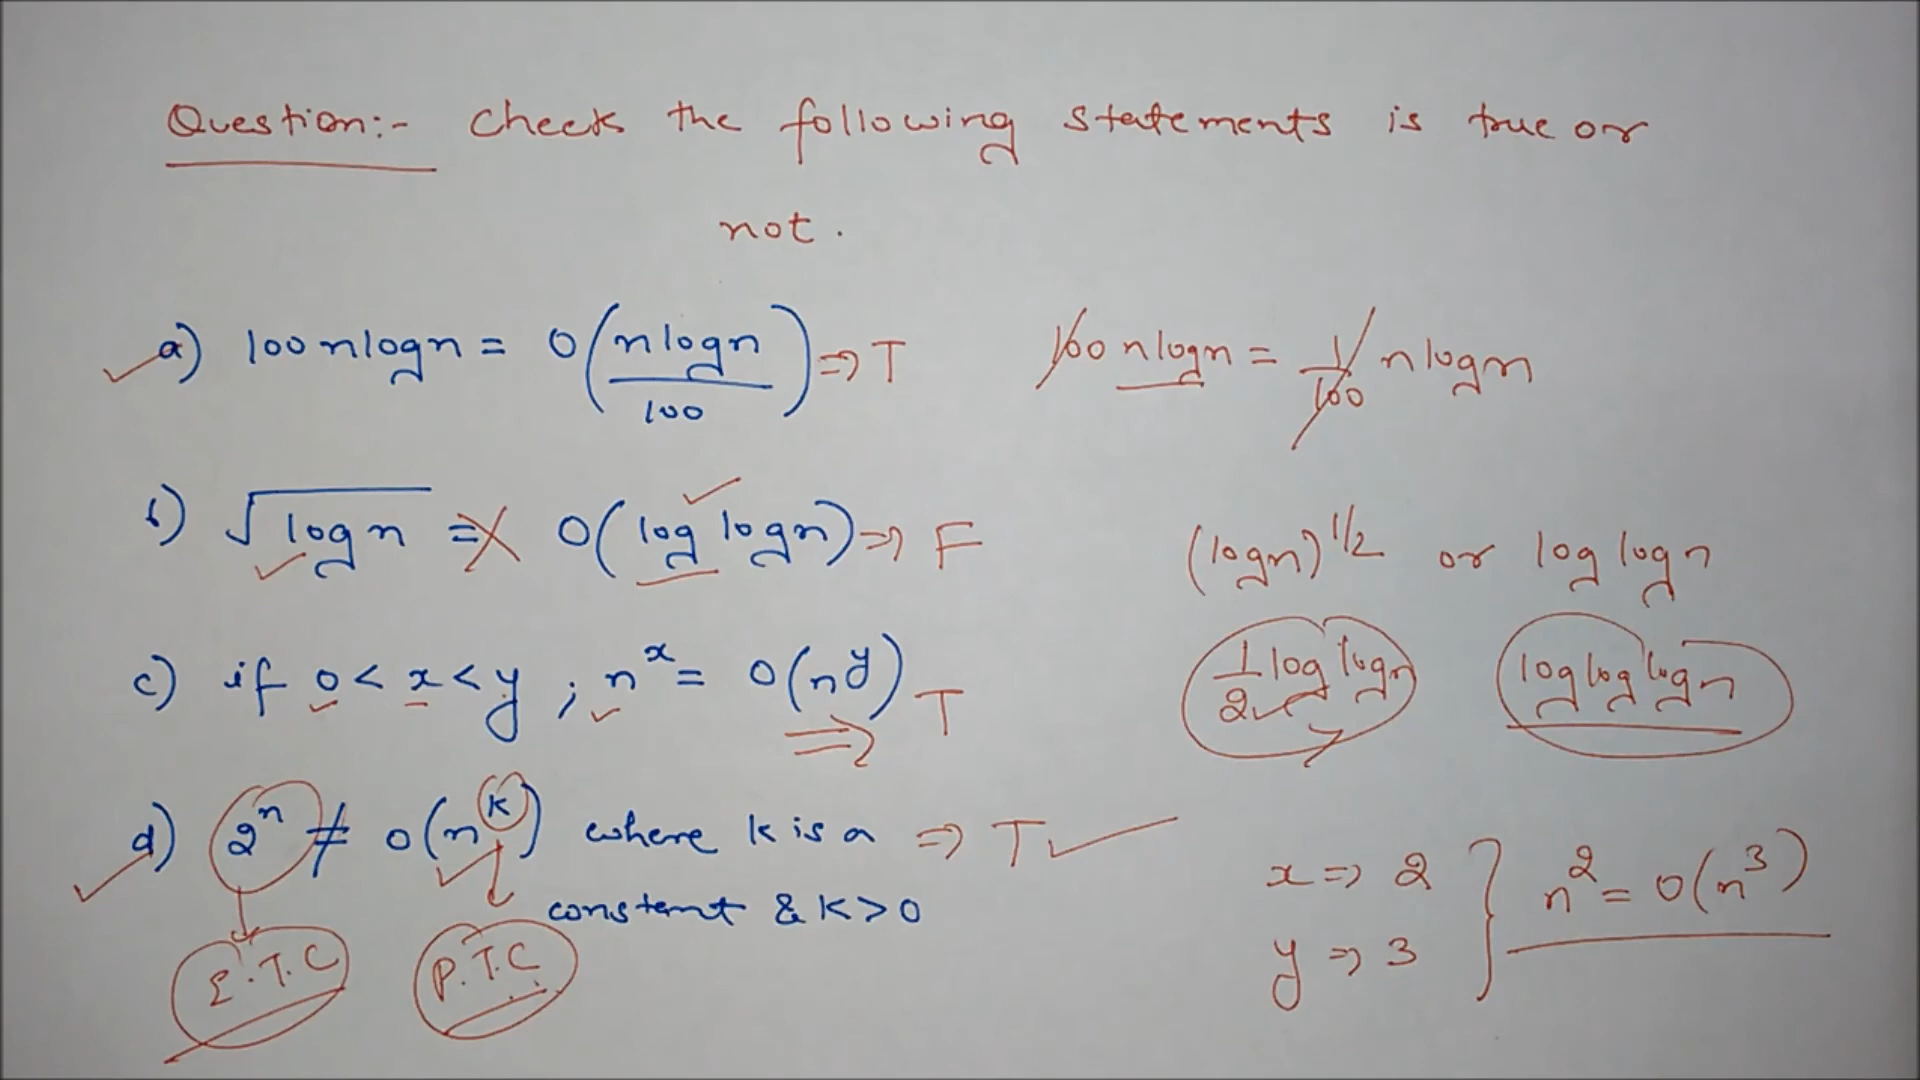 Question:- Check the following statements is true or
not.
a) 100 nlogn = O(nlogn/100) => T
100 nlogn = 1/100 nlogn
b) √logn = X O(log logn) => F
(logn)^1/2 or log logn
1/2 log logn
log log logn
c) if 0 < x < y ; n^x = O(n^y) T
=>
d) 2^n ≠ O(n^k) where k is a => T
constant & k > 0
E.T.C
P.T.C
x => 2
y => 3
} n^2 = O(n^3)